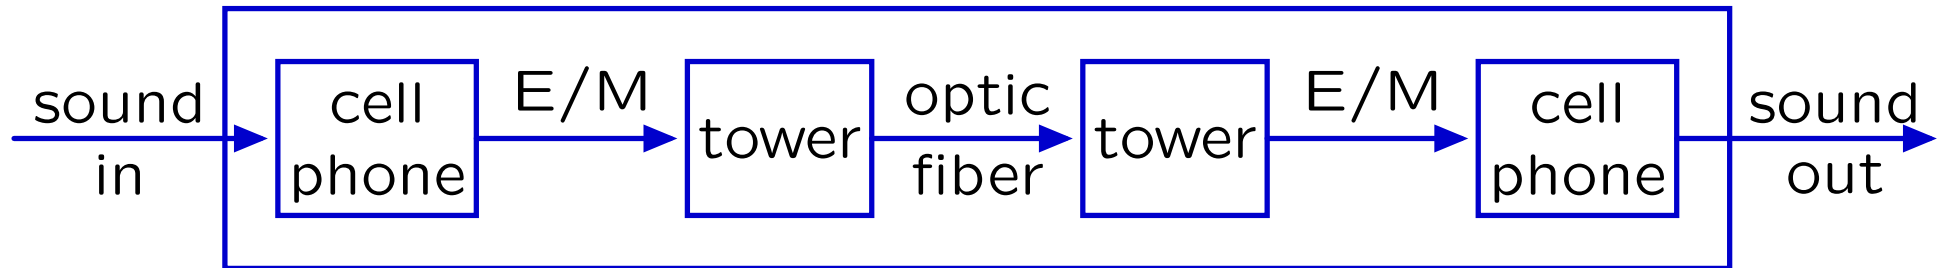 sound
in
cell
phone
E/M
tower
optic
fiber
tower
E/M
cell
phone
sound
out